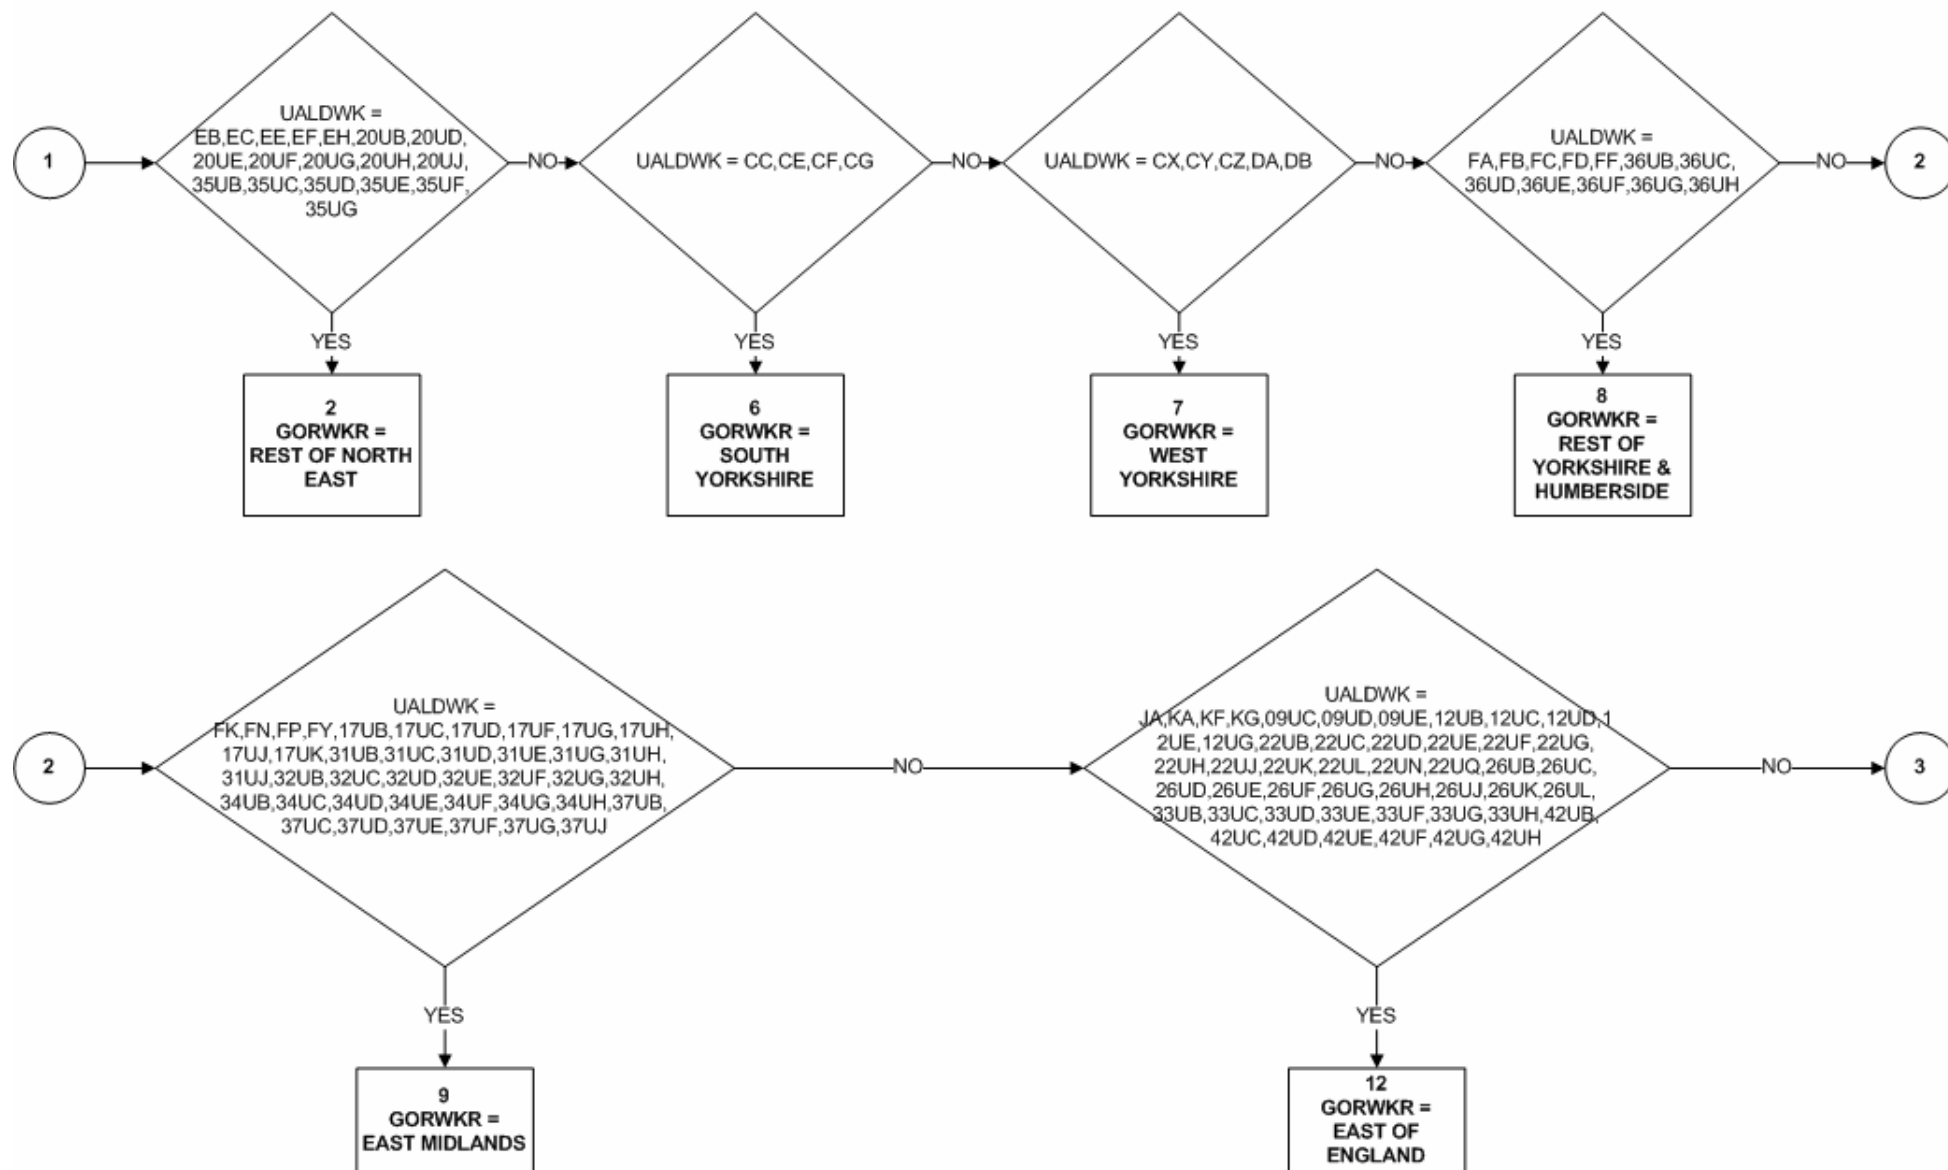 1
UALDWK =
EB,EC,EE,EF,EH,20UB,20UD,
20UE,20UF,20UG,20UH,20UJ,
35UB,35UC,35UD,35UE,35UF,
35UG
NO
UALDWK = CC,CE,CF,CG
NO
UALDWK = CX,CY,CZ,DA,DB
NO
UALDWK =
FA,FB,FC,FD,FF,36UB,36UC,
36UD,36UE,36UF,36UG,36UH
NO
2
YES
YES
YES
YES
2
GORWKR =
REST OF NORTH
EAST
6
GORWKR =
SOUTH
YORKSHIRE
7
GORWKR =
WEST
YORKSHIRE
8
GORWKR =
REST OF
YORKSHIRE &
HUMBERSIDE
2
UALDWK =
FK,FN,FP,FY,17UB,17UC,17UD,17UF,17UG,17UH,
17UJ,17UK,31UB,31UC,31UD,31UE,31UG,31UH,
31UJ,32UB,32UC,32UD,32UE,32UF,32UG,32UH,
34UB,34UC,34UD,34UE,34UF,34UG,34UH,37UB,
37UC,37UD,37UE,37UF,37UG,37UJ
NO
UALDWK =
JA,KA,KF,KG,09UC,09UD,09UE,12UB,12UC,12UD,1
2UE,12UG,22UB,22UC,22UD,22UE,22UF,22UG,
22UH,22UJ,22UK,22UL,22UN,22UQ,26UB,26UC,
26UD,26UE,26UF,26UG,26UH,26UJ,26UK,26UL,
33UB,33UC,33UD,33UE,33UF,33UG,33UH,42UB,
42UC,42UD,42UE,42UF,42UG,42UH
NO
3
YES
YES
9
GORWKR =
EAST MIDLANDS
12
GORWKR =
EAST OF
ENGLAND